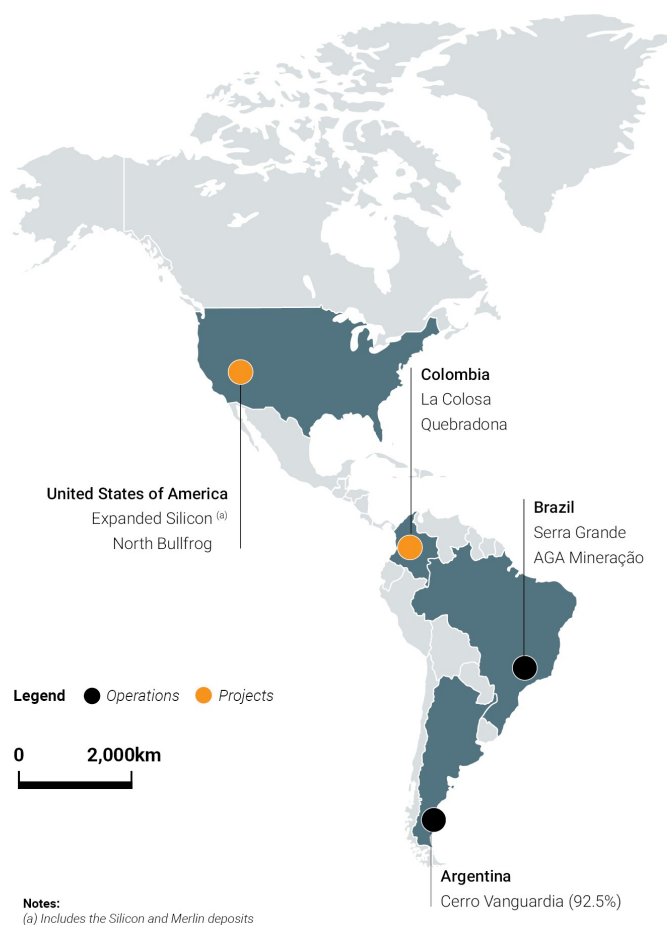 Colombia
La Colosa
Quebradona
United States of America
Expanded Silicon (a)
North Bullfrog
Brazil
Serra Grande
AGA Mineração
Legend Operations Projects
0 2,000km
Argentina
Cerro Vanguardia (92.5%)
Notes:
(a) Includes the Silicon and Merlin deposits